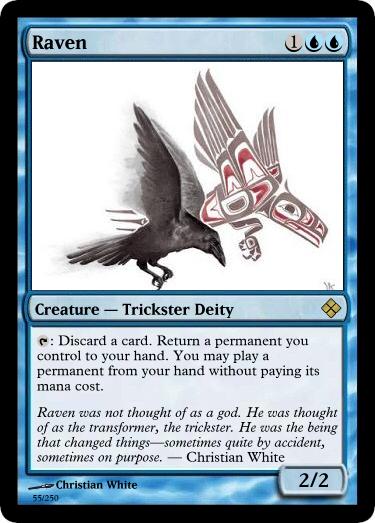 Raven
1
Creature — Trickster Deity
: Discard a card. Return a permanent you
control to your hand. You may play a
permanent from your hand without paying its
mana cost.
Raven was not thought of as a god. He was thought
of as the transformer, the trickster. He was the being
that changed things—sometimes quite by accident,
sometimes on purpose. — Christian White
2/2
Christian White
55/250